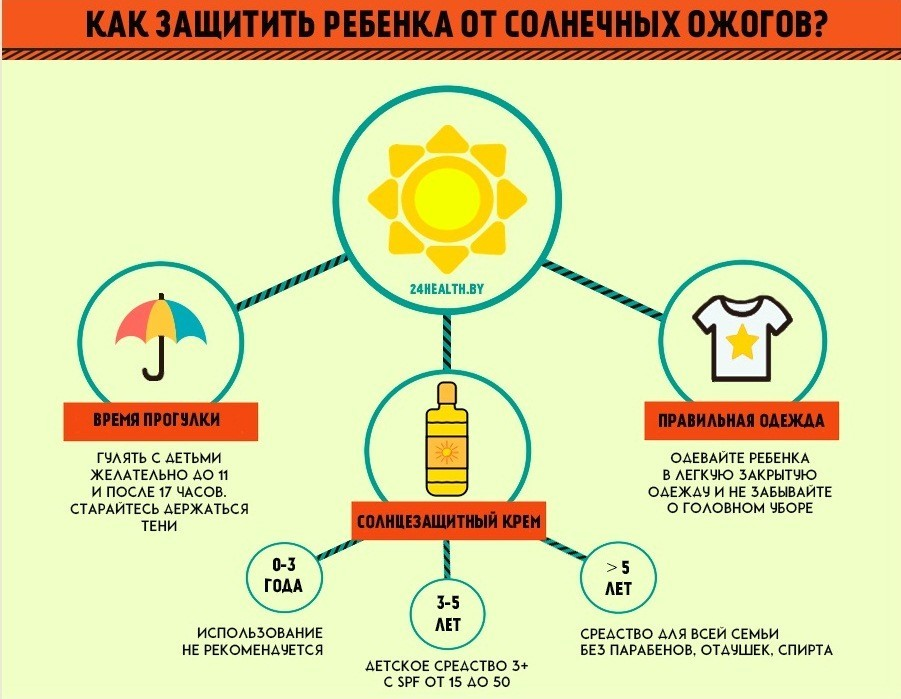 КАК ЗАЩИТИТЬ РЕБЕНКА ОТ СОЛНЕЧНЫХ ОЖОГОВ?
24HEALTH.BY
ВРЕМЯ ПРОГУЛКИ
ГУЛЯТЬ С ДЕТЬМИ
ЖЕЛАТЕЛЬНО ДО 11
И ПОСЛЕ 17 ЧАСОВ.
СТАРАЙТЕСЬ ДЕРЖАТЬСЯ
ТЕНИ
ПРАВИЛЬНАЯ ОДЕЖДА
ОДЕВАЙТЕ РЕБЕНКА
В ЛЕГКУЮ ЗАКРЫТУЮ
ОДЕЖДУ И НЕ ЗАБЫВАЙТЕ
О ГОЛОВНОМ УБОРЕ
СОЛНЦЕЗАЩИТНЫЙ КРЕМ
0-3
ГОДА
ИСПОЛЬЗОВАНИЕ
НЕ РЕКОМЕНДУЕТСЯ
3-5
ЛЕТ
ДЕТСКОЕ СРЕДСТВО 3+
С SPF ОТ 15 ДО 50
> 5
ЛЕТ
СРЕДСТВО ДЛЯ ВСЕЙ СЕМЬИ
БЕЗ ПАРАБЕНОВ, ОТДУШЕК, СПИРТА